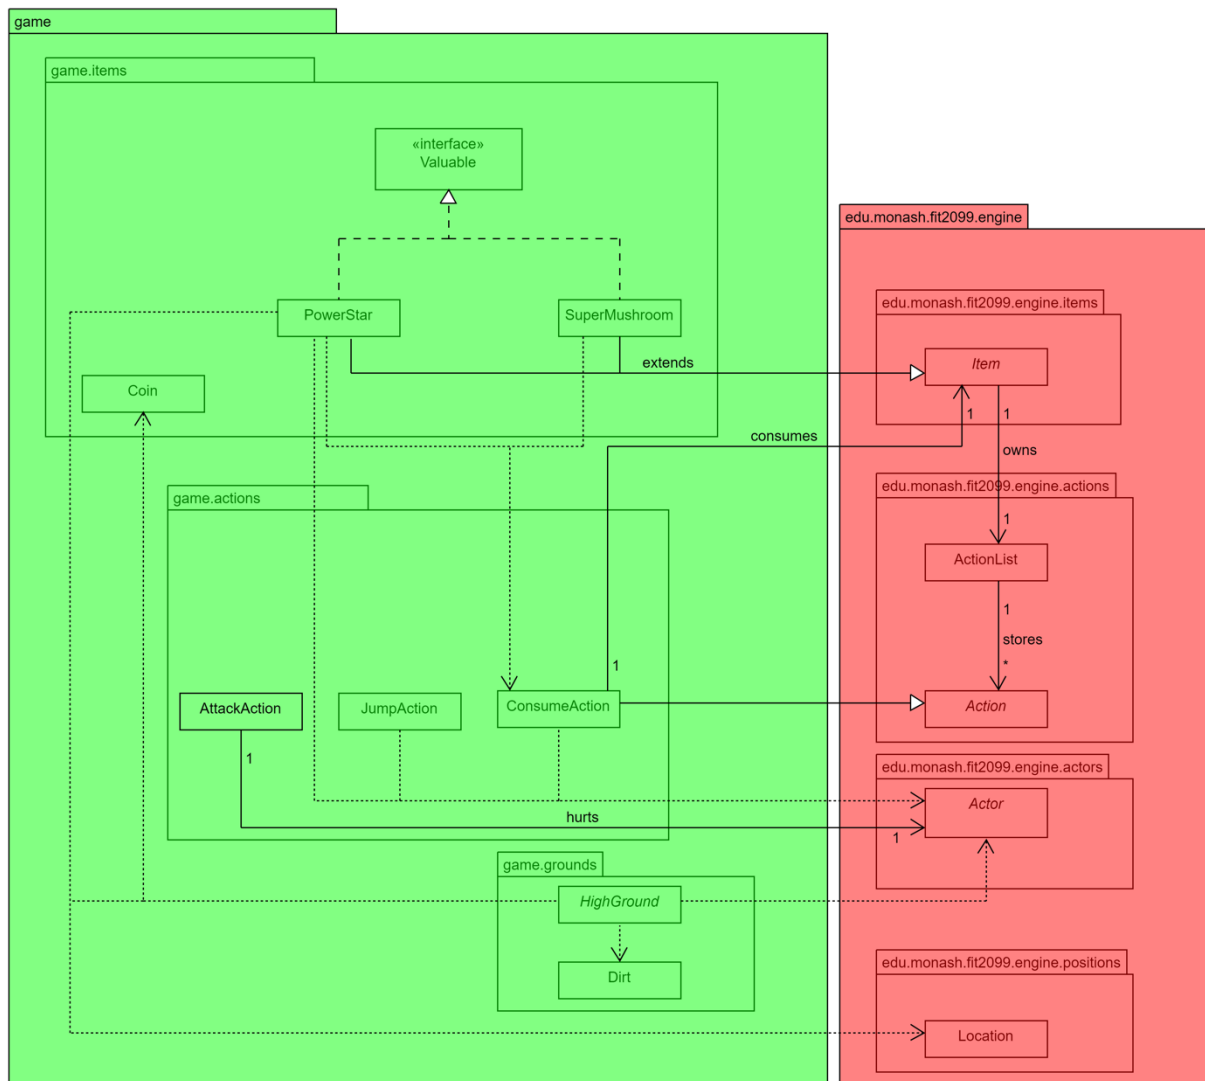 game
game.items
«interface»
Valuable
edu.monash.fit2099.engine
edu.monash.fit2099.engine.items
PowerStar
SuperMushroom
extends
Item
Coin
1
1
consumes
owns
edu.monash.fit2099.engine.actions
game.actions
1
ActionList
1
stores
1
*
AttackAction
JumpAction
ConsumeAction
Action
1
edu.monash.fit2099.engine.actors
Actor
hurts
1
game.grounds
HighGround
edu.monash.fit2099.engine.positions
Dirt
Location